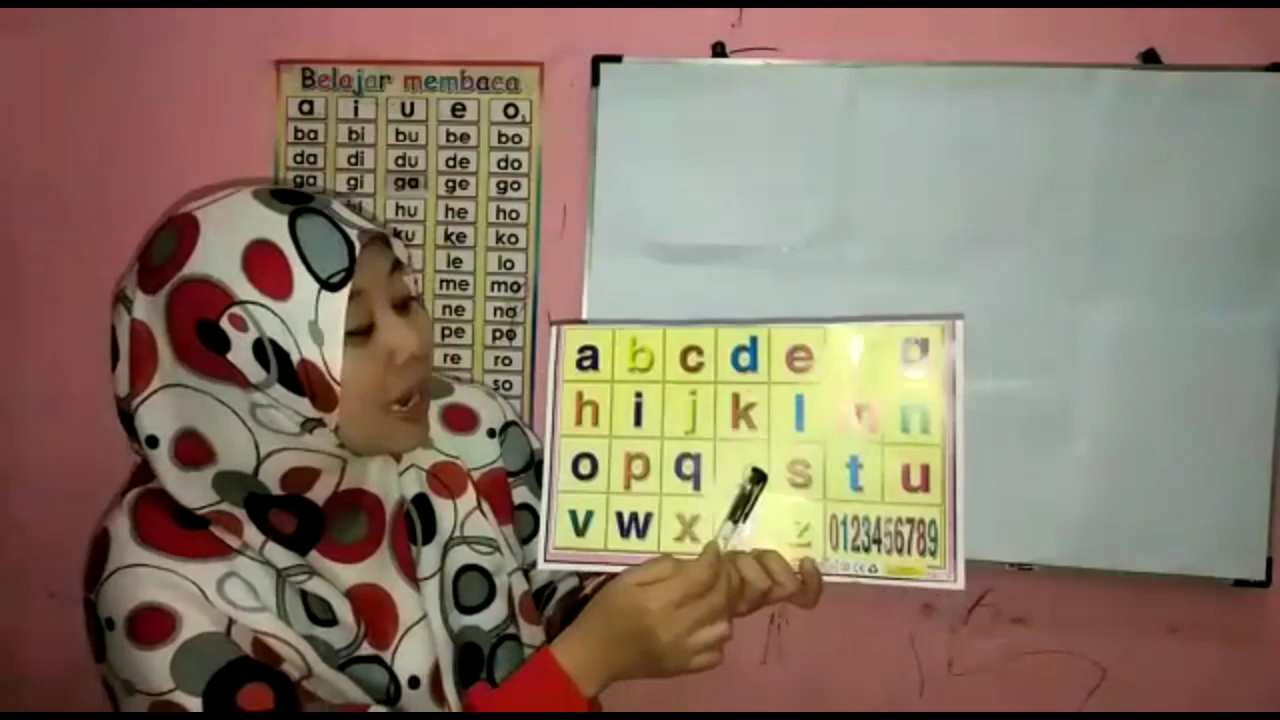 Belajar membaca
a i u e o
ba bi bu be bo
da di du de do
ga gi ga ge go
hu he ho
ku ke ko
le lo
me mo
ne no
pe po
re ro
so
a b c d e
h i j k l n
o p q s t u
v w x z 0123456789